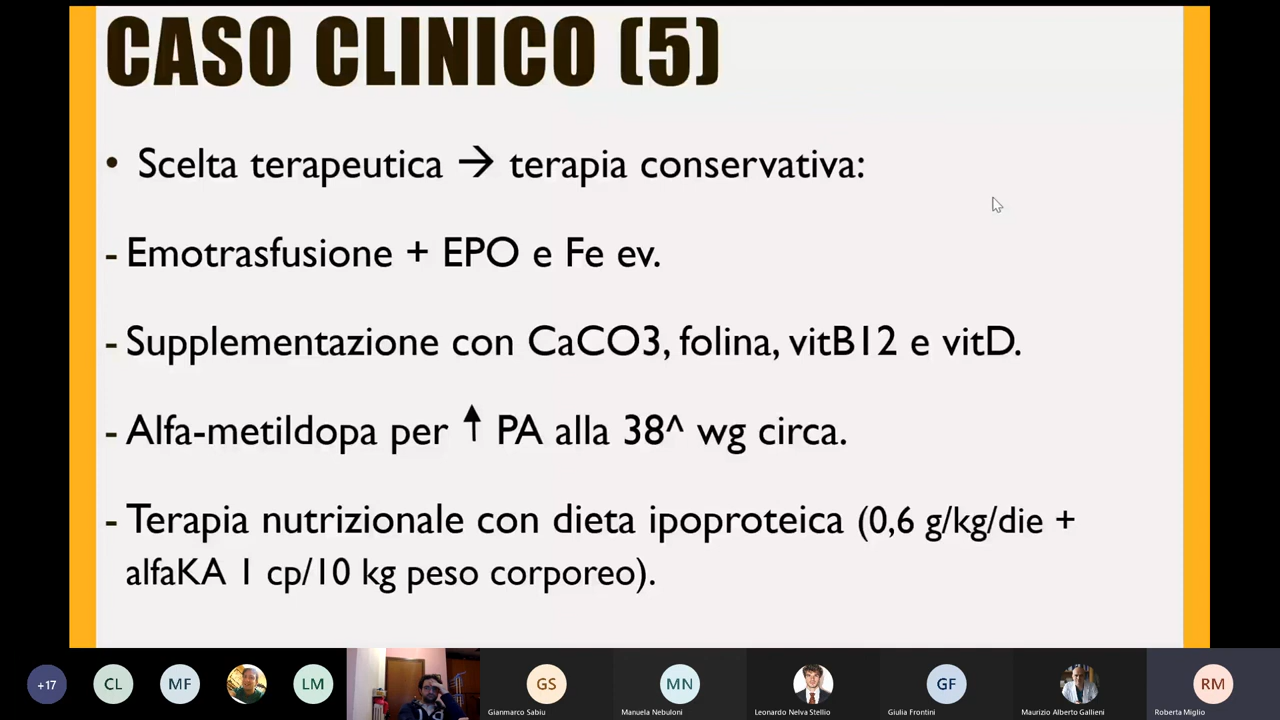 CASO CLINICO (5)
• Scelta terapeutica → terapia conservativa:
- Emotrasfusione + EPO e Fe ev.
- Supplementazione con CaCO3, folina, vitB12 e vitD.
- Alfa-metildopa per ↑ PA alla 38^ wg circa.
- Terapia nutrizionale con dieta ipoproteica (0,6 g/kg/die +
alfaKA 1 cp/10 kg peso corporeo).
+17 CL MF LM GS MN GF RM
Gianmarco Sabiu Manuela Nebuloni Leonardo Nelva Stellio Giulia Frontini Maurizio Alberto Gallieni Roberta Miglio